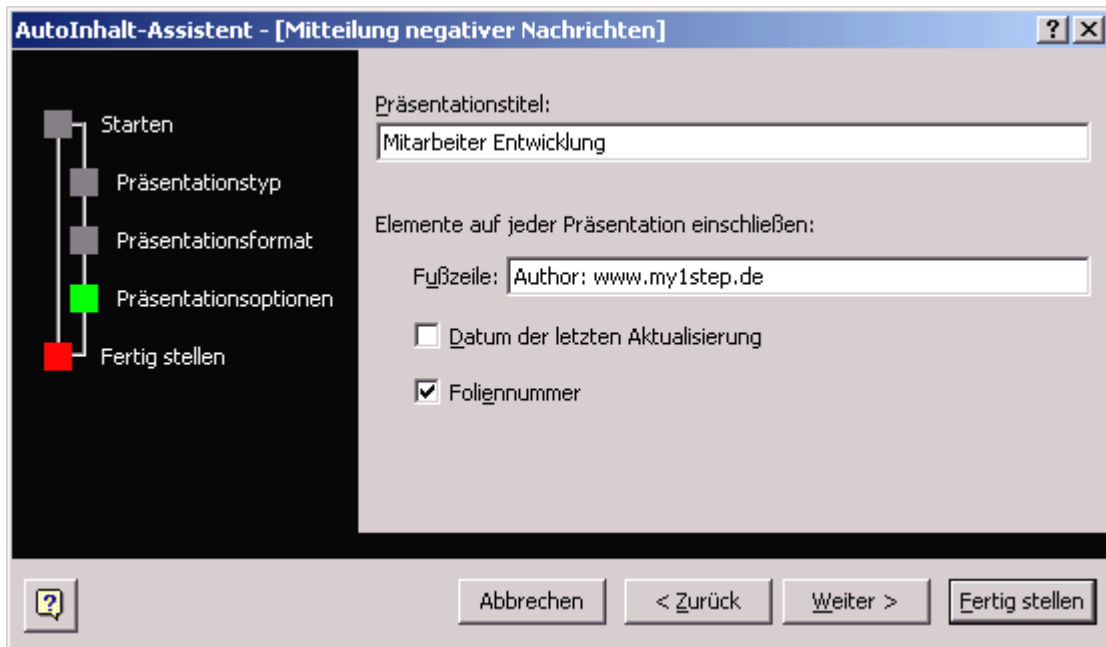 AutoInhalt-Assistent - [Mitteilung negativer Nachrichten]
Starten
Präsentationstyp
Präsentationsformat
Präsentationsoptionen
Fertig stellen
Präsentationstitel:
Mitarbeiter Entwicklung
Elemente auf jeder Präsentation einschließen:
Fußzeile: Author: www.my1step.de
Datum der letzten Aktualisierung
Foliennummer
Abbrechen < Zurück Weiter > Fertig stellen